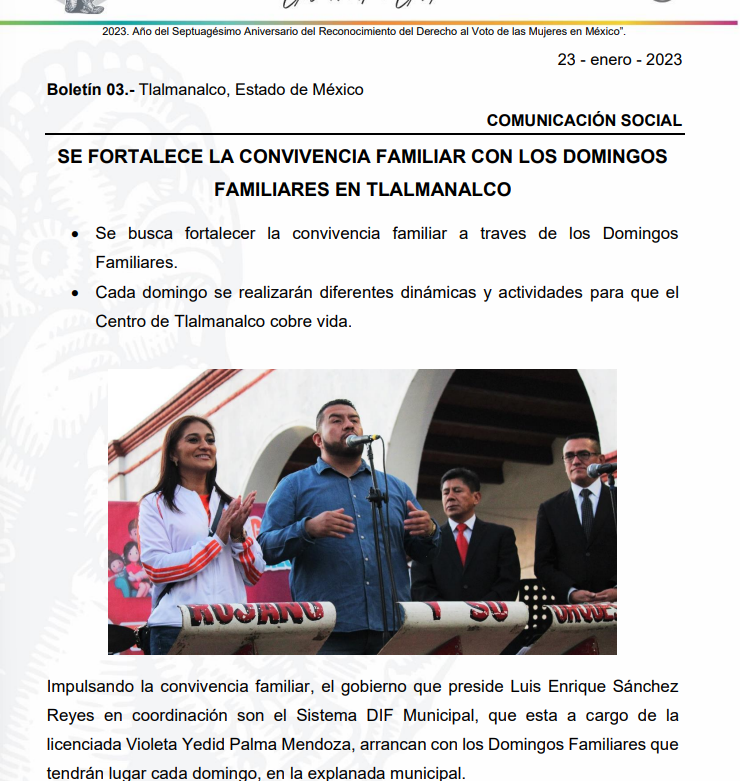 2023. Año del Septuagésimo Aniversario del Reconocimiento del Derecho al Voto de las Mujeres en México”.
23 - enero - 2023
Boletín 03.- Tlalmanalco, Estado de México
COMUNICACIÓN SOCIAL
SE FORTALECE LA CONVIVENCIA FAMILIAR CON LOS DOMINGOS
FAMILIARES EN TLALMANALCO
• Se busca fortalecer la convivencia familiar a traves de los Domingos
Familiares.
• Cada domingo se realizarán diferentes dinámicas y actividades para que el
Centro de Tlalmanalco cobre vida.
ROJANO Y SU ORQUES
Impulsando la convivencia familiar, el gobierno que preside Luis Enrique Sánchez
Reyes en coordinación son el Sistema DIF Municipal, que esta a cargo de la
licenciada Violeta Yedid Palma Mendoza, arrancan con los Domingos Familiares que
tendrán lugar cada domingo, en la explanada municipal.